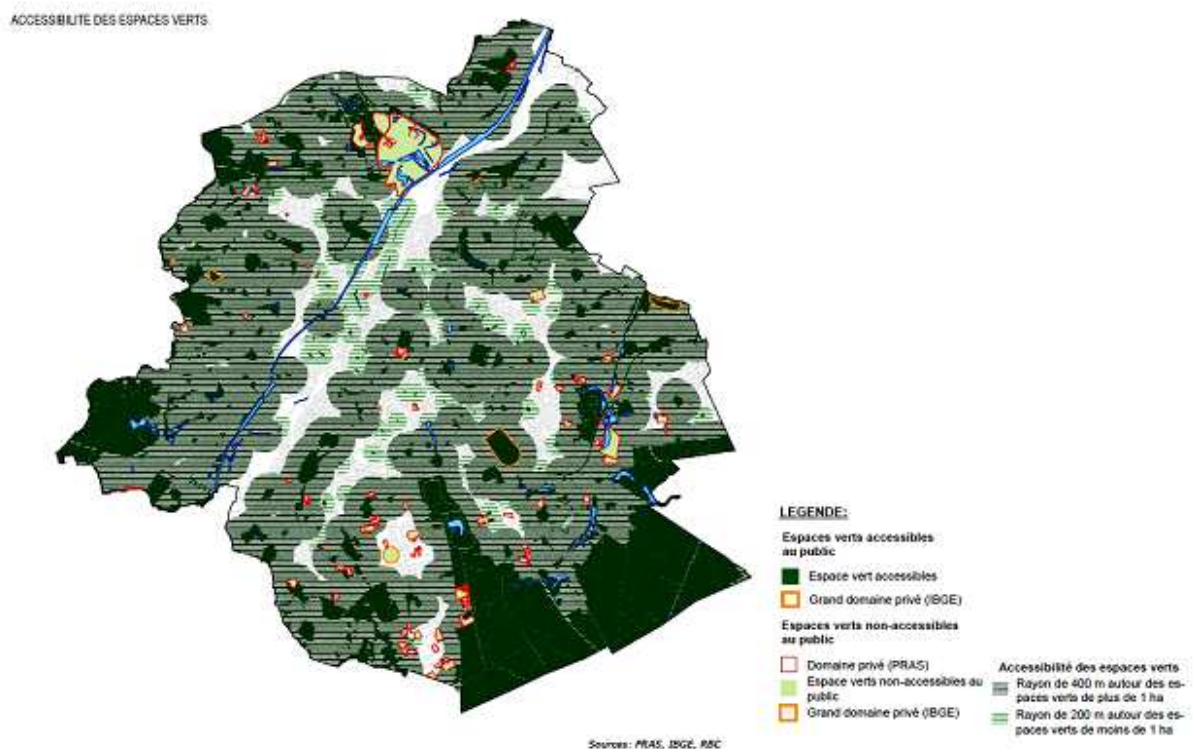 ACCESSIBILITE DES ESPACES VERTS
LEGENDE:
Espaces verts accessibles
au public
Espace vert accessibles
Grand domaine privé (IBGE)
Espaces verts non-accessibles
au public
Domaine privé (PRAS)
Espace verts non-accessibles au
public
Grand domaine privé (IBGE)
Accessibilité des espaces verts
Rayon de 400 m autour des es-
paces verts de plus de 1 ha
Rayon de 200 m autour des es-
paces verts de moins de 1 ha
Sources: PRAS, IBGE, RBC